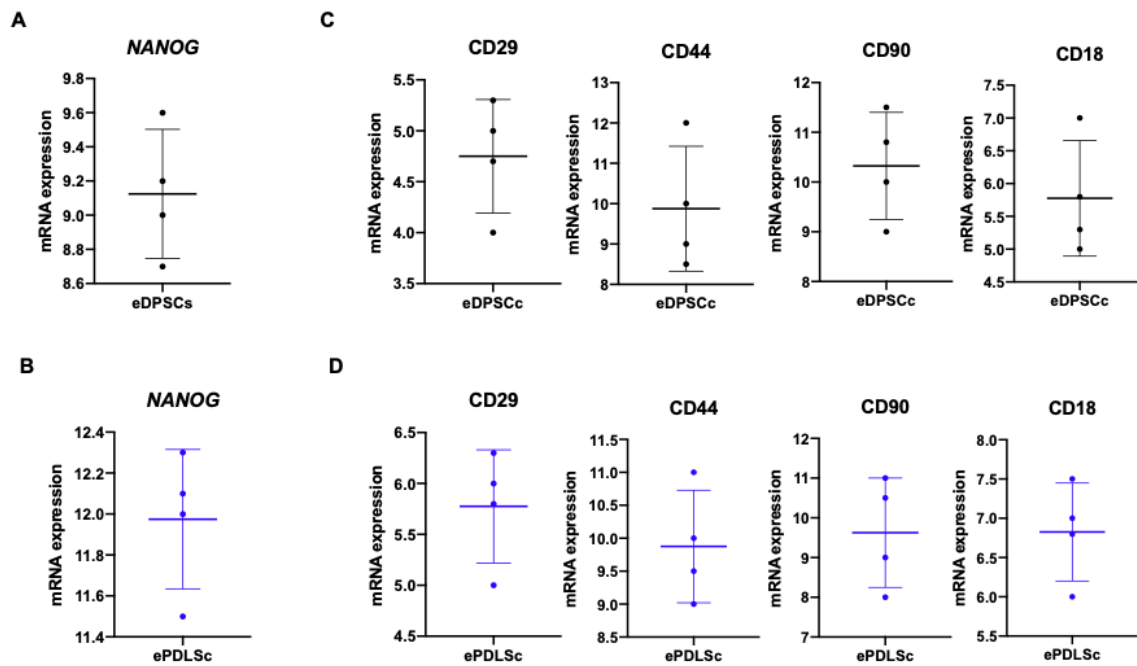 A
NANOG
mRNA expression
9.8
9.6
9.4
9.2
9.0
8.8
8.6
eDPSCs
C
CD29
mRNA expression
5.5
5.0
4.5
4.0
3.5
eDPSCc
CD44
mRNA expression
13
12
11
10
9
8
eDPSCc
CD90
mRNA expression
12
11
10
9
8
eDPSCc
CD18
mRNA expression
7.5
7.0
6.5
6.0
5.5
5.0
4.5
eDPSCc
B
NANOG
mRNA expression
12.4
12.2
12.0
11.8
11.6
11.4
ePDLSc
D
CD29
mRNA expression
6.5
6.0
5.5
5.0
4.5
ePDLSc
CD44
mRNA expression
11.5
11.0
10.5
10.0
9.5
9.0
8.5
ePDLSc
CD90
mRNA expression
12
11
10
9
8
7
ePDLSc
CD18
mRNA expression
8.0
7.5
7.0
6.5
6.0
5.5
ePDLSc